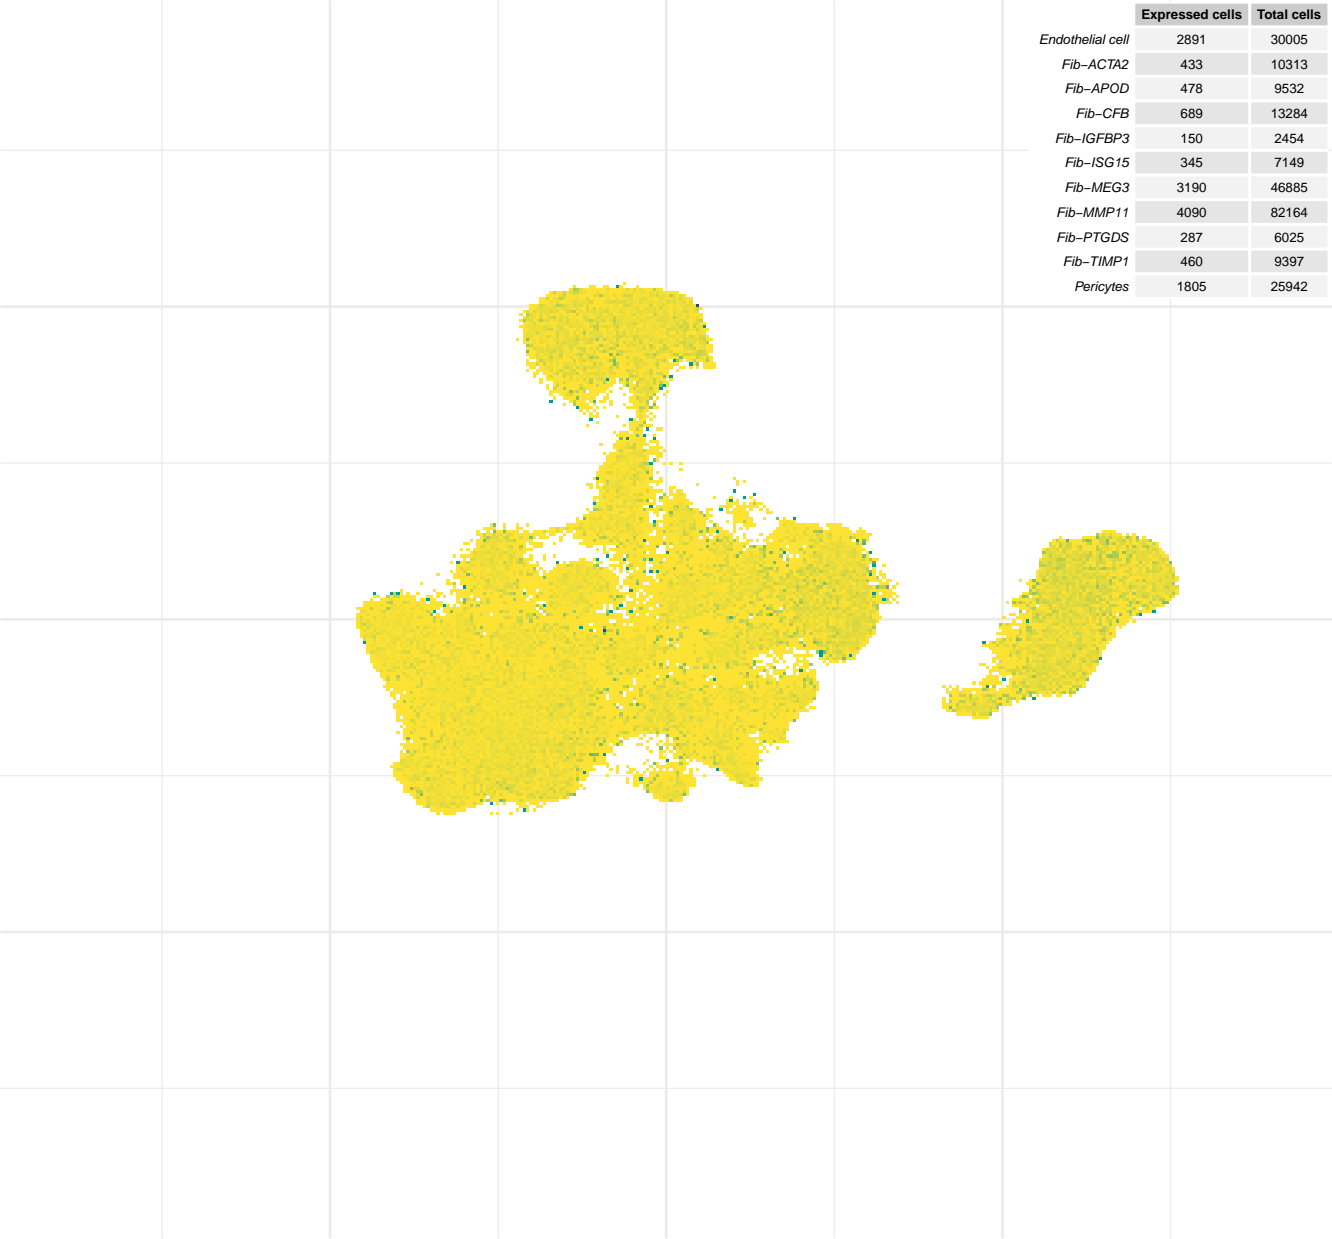 Expressed cells Total cells
Endothelial cell 2891 30005
Fib−ACTA2 433 10313
Fib−APOD 478 9532
Fib−CFB 689 13284
Fib−IGFBP3 150 2454
Fib−ISG15 345 7149
Fib−MEG3 3190 46885
Fib−MMP11 4090 82164
Fib−PTGDS 287 6025
Fib−TIMP1 460 9397
Pericytes 1805 25942